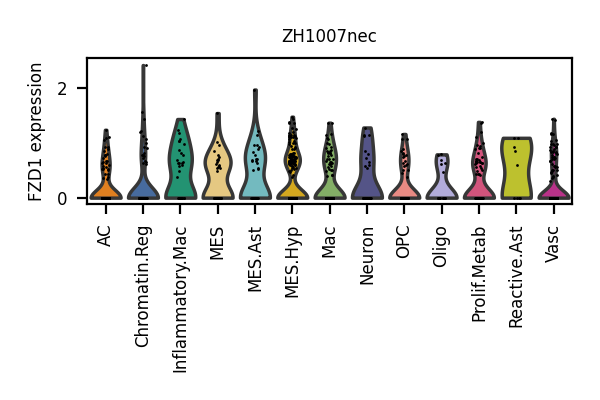 ZH1007nec
FZD1 expression
2
0
AC
Chromatin.Reg
Inflammatory.Mac
MES
MES.Ast
MES.Hyp
Mac
Neuron
OPC
Oligo
Prolif.Metab
Reactive.Ast
Vasc